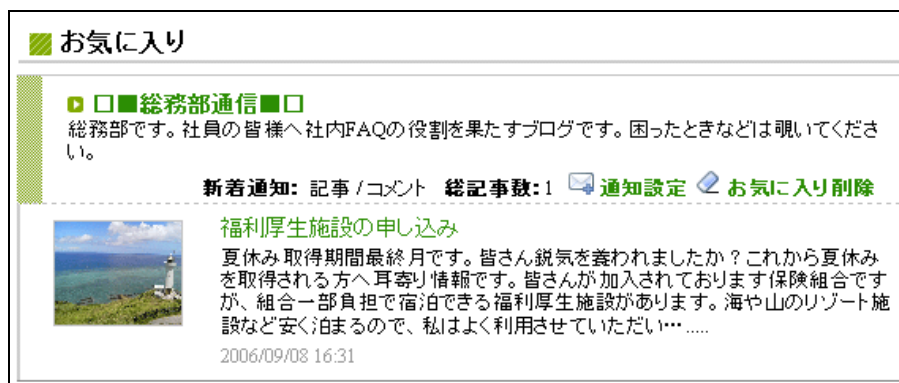 お気に入り
□■総務部通信■□
総務部です。社員の皆様へ社内FAQの役割を果たすブログです。困ったときなどは覗いてくださ
い。
新着通知: 記事 /コメント 総記事数:1 通知設定 お気に入り削除
福利厚生施設の申し込み
夏休み取得期間最終月です。皆さん鋭気を養われましたか？これから夏休み
を取得される方へ耳寄り情報です。皆さんが加入されております保険組合です
が、組合一部負担で宿泊できる福利厚生施設があります。海や山のリゾート施
設など安く泊まるので、私はよく利用させていただい….....
2006/09/08 16:31